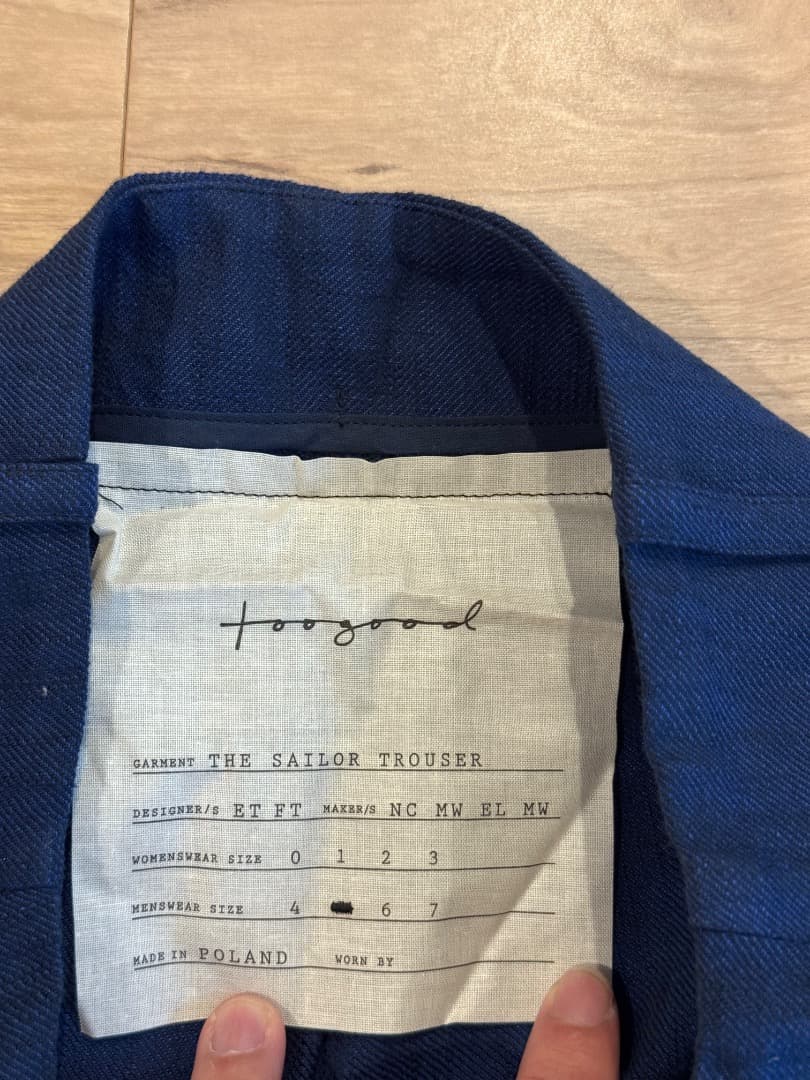 toogood
GARMENT THE SAILOR TROUSER
DESIGNER/S ET FT MAKER/S NC MW EL MW
WOMENSWEAR SIZE 0 1 2 3
MENSWEAR SIZE 4 6 7
MADE IN POLAND WORN BY